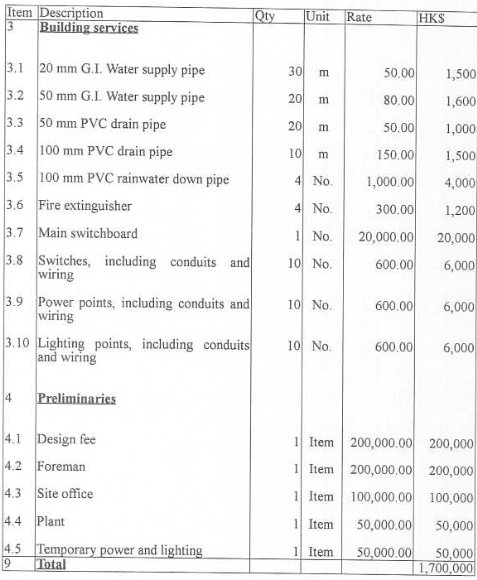 Item Description Qty Unit Rate HK$
3 Building services
3.1 20 mm G.I. Water supply pipe 30 m 50.00 1,500
3.2 50 mm G.I. Water supply pipe 20 m 80.00 1,600
3.3 50 mm PVC drain pipe 20 m 50.00 1,000
3.4 100 mm PVC drain pipe 10 m 150.00 1,500
3.5 100 mm PVC rainwater down pipe 4 No. 1,000.00 4,000
3.6 Fire extinguisher 4 No. 300.00 1,200
3.7 Main switchboard 1 No. 20,000.00 20,000
3.8 Switches, including conduits and 10 No. 600.00 6,000
wiring
3.9 Power points, including conduits and 10 No. 600.00 6,000
wiring
3.10 Lighting points, including conduits 10 No. 600.00 6,000
and wiring
4 Preliminaries
4.1 Design fee 1 Item 200,000.00 200,000
4.2 Foreman 1 Item 200,000.00 200,000
4.3 Site office 1 Item 100,000.00 100,000
4.4 Plant 1 Item 50,000.00 50,000
4.5 Temporary power and lighting 1 Item 50,000.00 50,000
9 Total 1,700,000